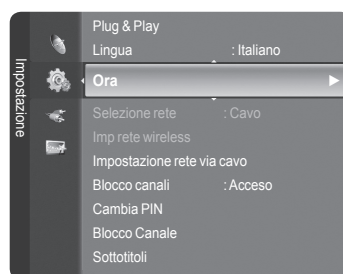 Impostazione
Plug & Play
Lingua : Italiano
Ora
Selezione rete : Cavo
Imp rete wireless
Impostazione rete via cavo
Blocco canali : Acceso
Cambia PIN
Blocco Canale
Sottotitoli